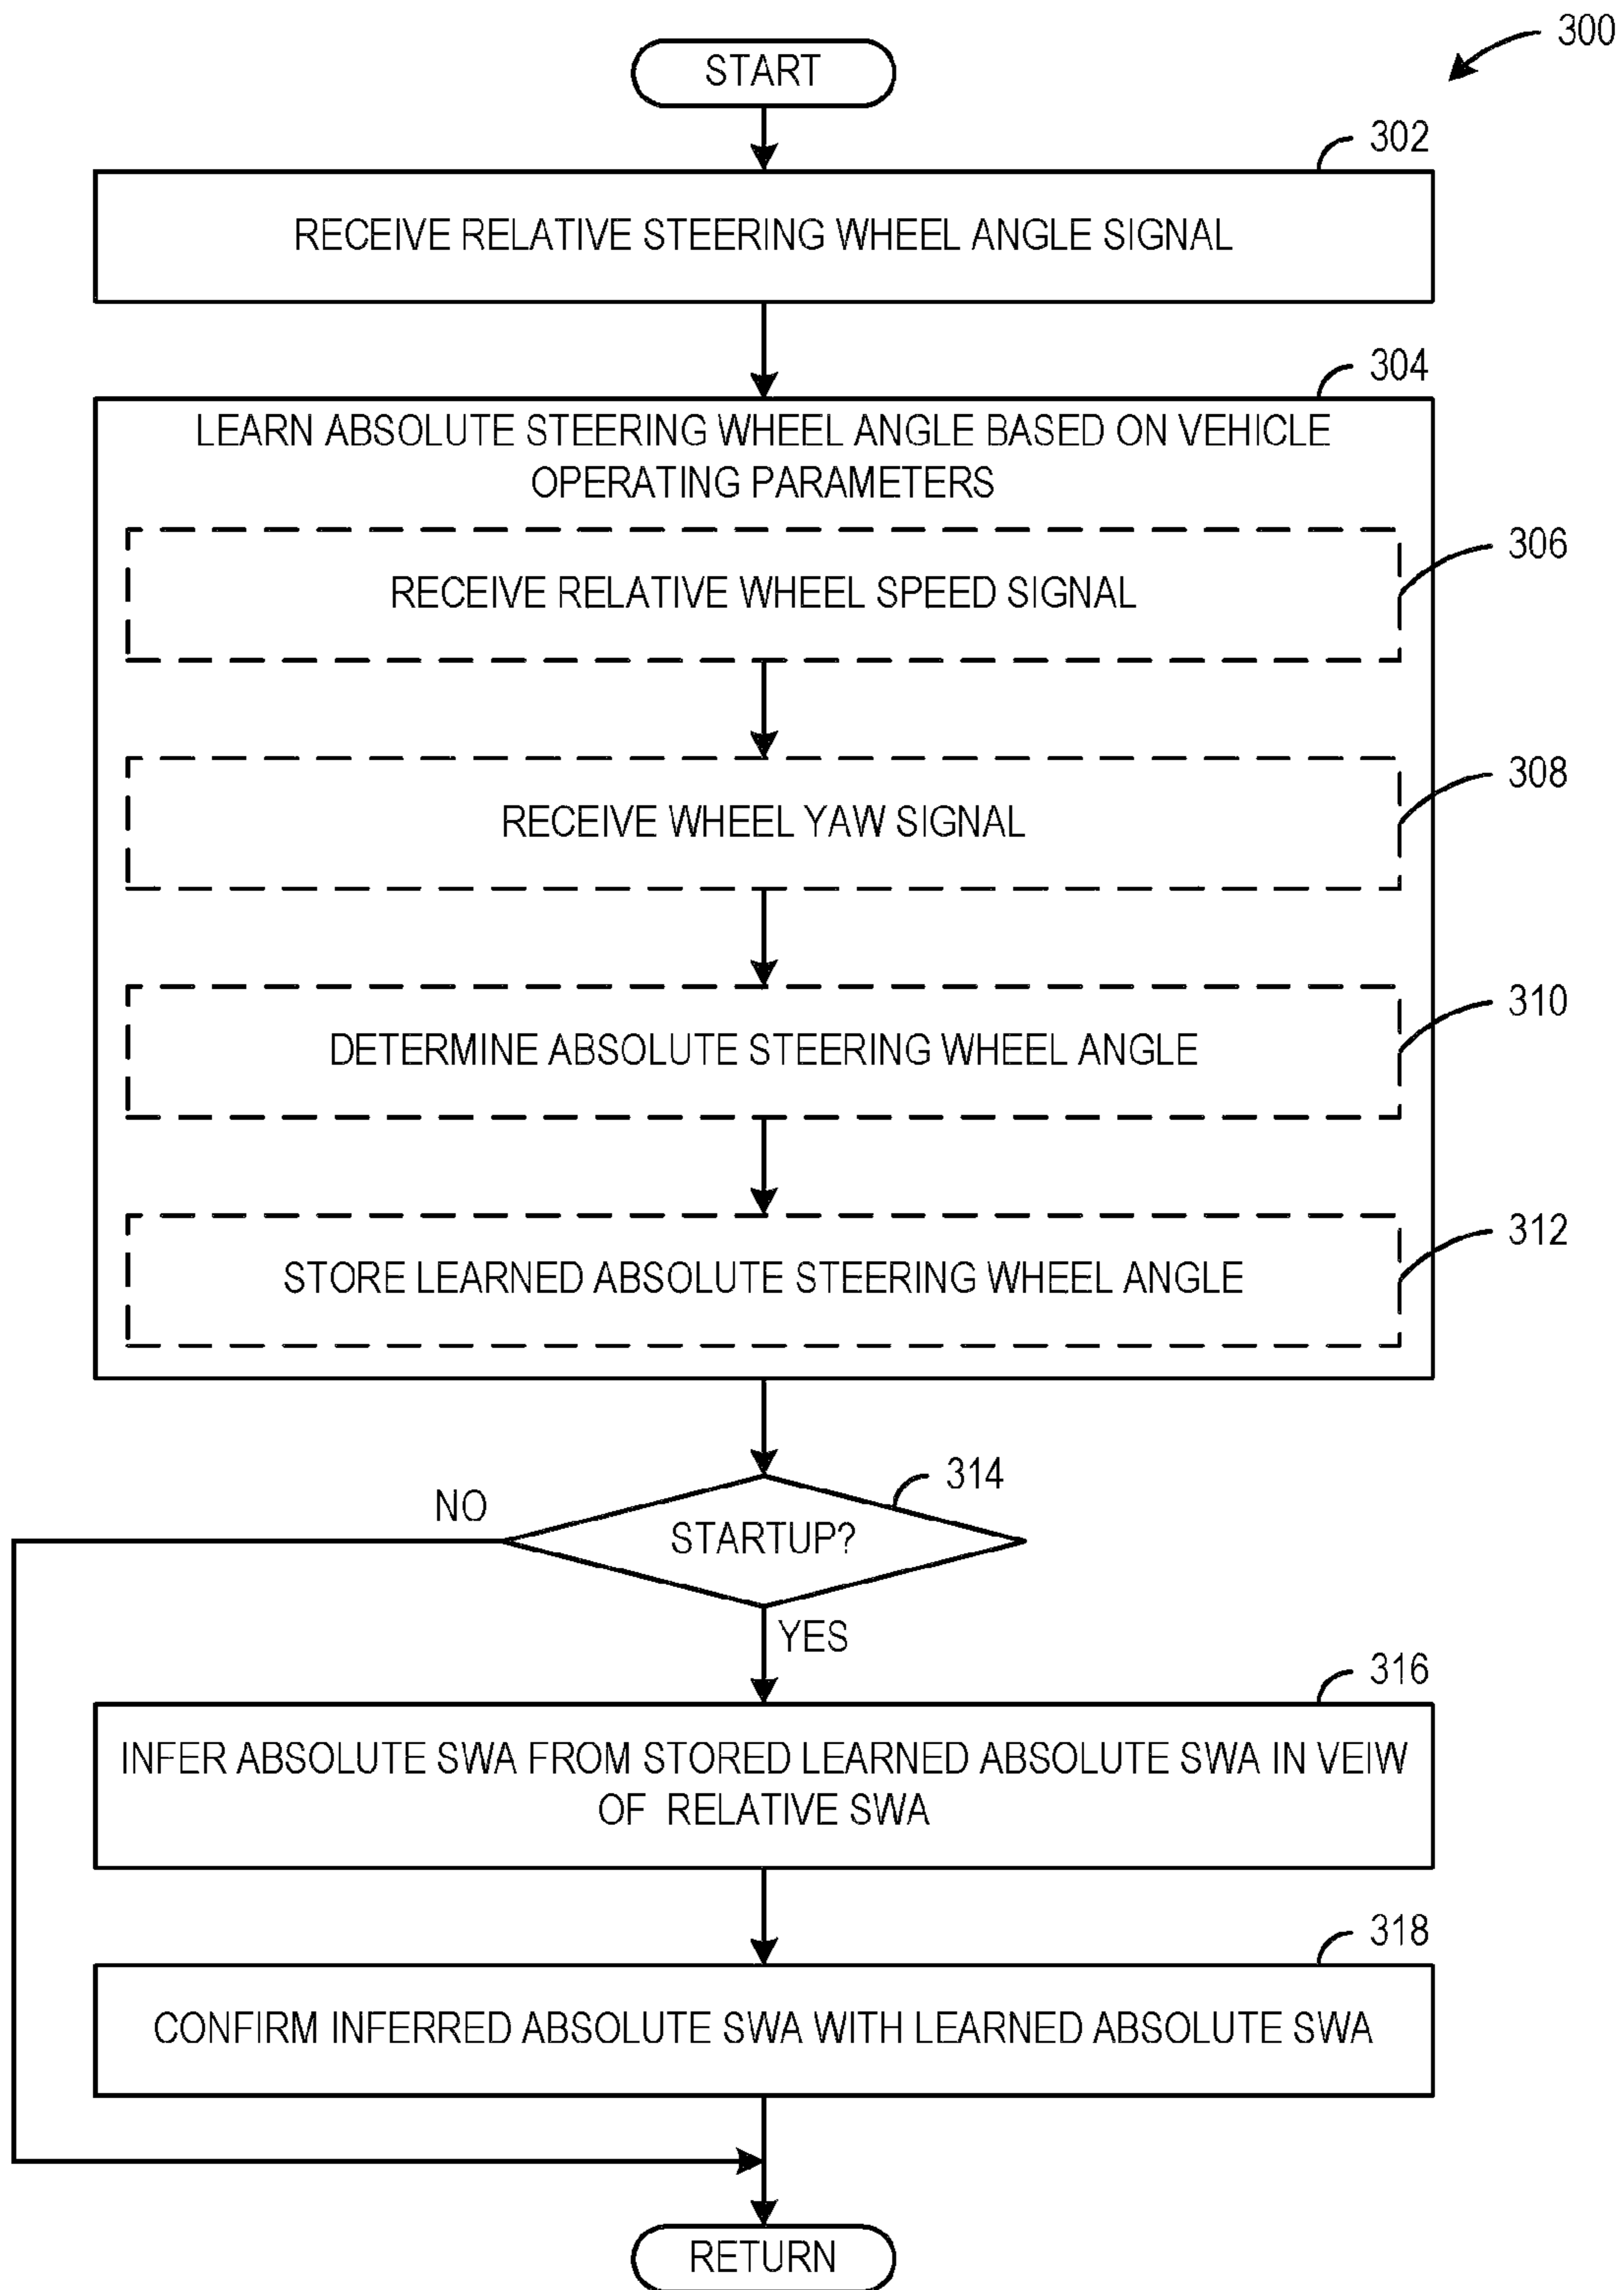 300
START
302
RECEIVE RELATIVE STEERING WHEEL ANGLE SIGNAL
304
LEARN ABSOLUTE STEERING WHEEL ANGLE BASED ON VEHICLE
OPERATING PARAMETERS
306
RECEIVE RELATIVE WHEEL SPEED SIGNAL
308
RECEIVE WHEEL YAW SIGNAL
310
DETERMINE ABSOLUTE STEERING WHEEL ANGLE
312
STORE LEARNED ABSOLUTE STEERING WHEEL ANGLE
314
NO
STARTUP?
YES
316
INFER ABSOLUTE SWA FROM STORED LEARNED ABSOLUTE SWA IN VEIW
OF RELATIVE SWA
318
CONFIRM INFERRED ABSOLUTE SWA WITH LEARNED ABSOLUTE SWA
RETURN